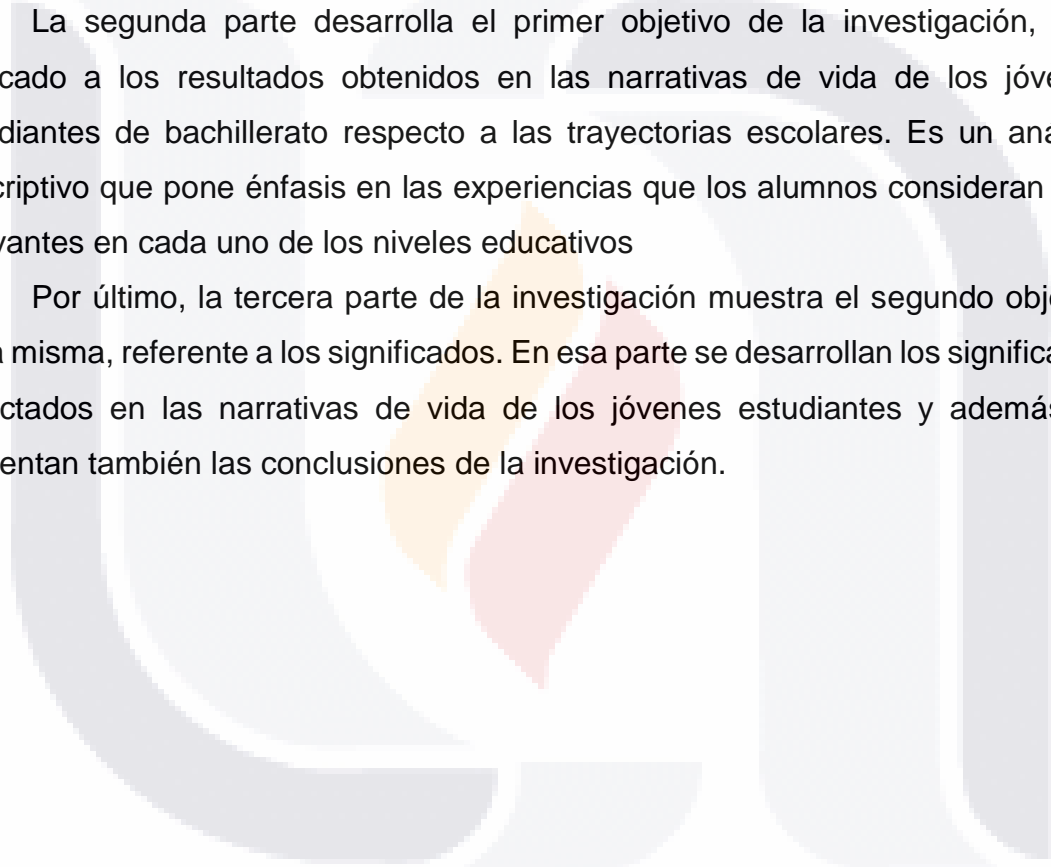 La segunda parte desarrolla el primer objetivo de la investigación,
cado a los resultados obtenidos en las narrativas de vida de los jóve
diantes de bachillerato respecto a las trayectorias escolares. Es un aná
criptivo que pone énfasis en las experiencias que los alumnos consideran
vantes en cada uno de los niveles educativos
Por último, la tercera parte de la investigación muestra el segundo obj
a misma, referente a los significados. En esa parte se desarrollan los signific
ctados en las narrativas de vida de los jóvenes estudiantes y además
entan también las conclusiones de la investigación.